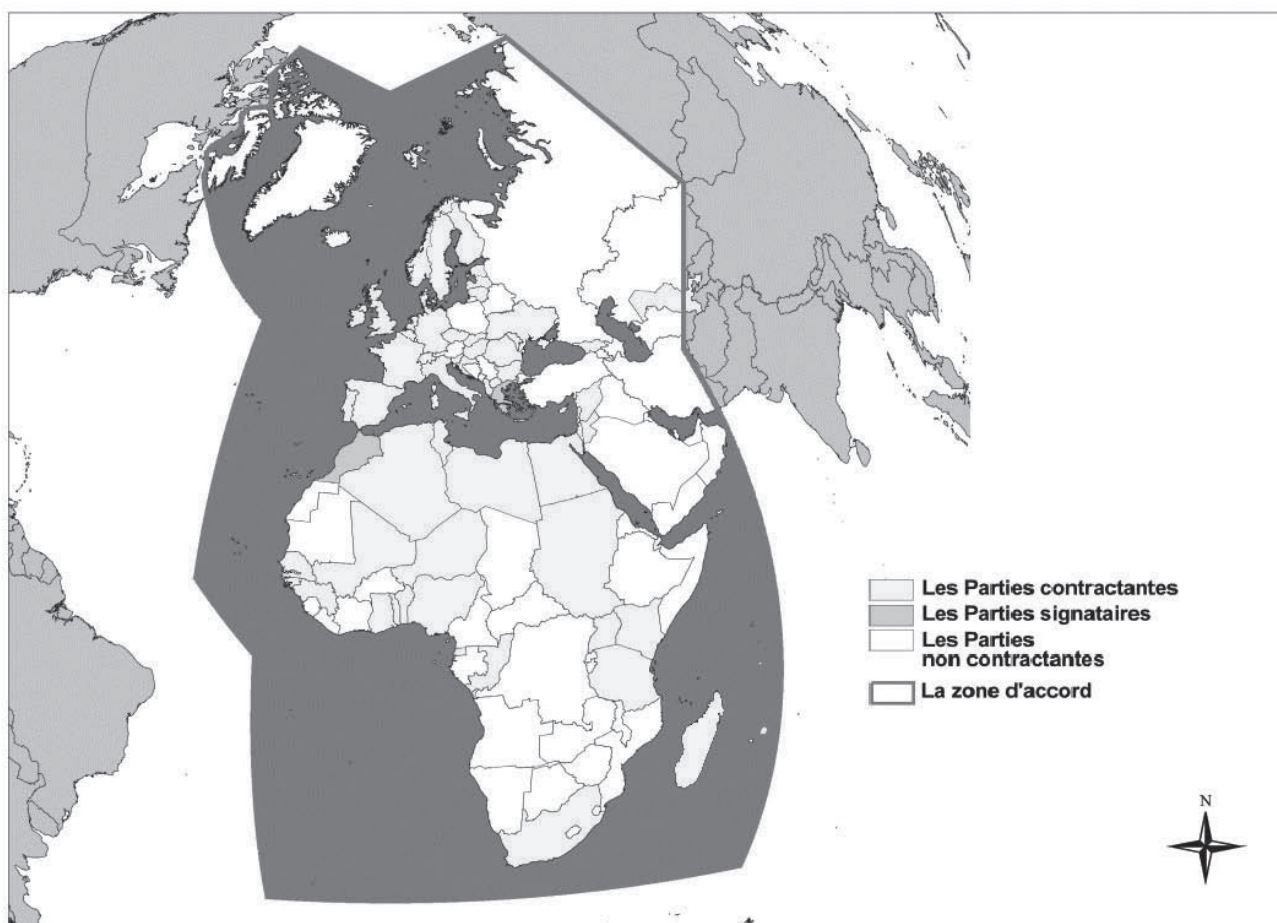 Les Parties contractantes
Les Parties signataires
Les Parties
non contractantes
La zone d'accord
N